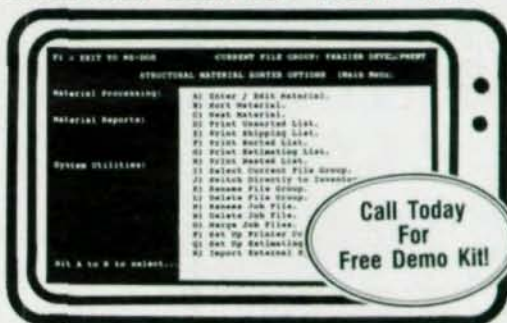 F1 = EXIT TO MS-DOS CURRENT FILE GROUP: FRAZIER DEVELOPMENT
STRUCTURAL MATERIAL SORTER OPTIONS (Main Menu)
Material Processing:
A) Enter / Edit Material.
B) Sort Material.
C) Nest Material.
Material Reports:
D) Print Unsorted List.
E) Print Shipping List.
F) Print Sorted List.
G) Print Estimating List.
H) Print Nested List.
System Utilities:
I) Select Current File Group.
J) Switch Directly to
K) Rename File Group.
L) Delete File Group.
M) Rename Job File.
N) Delete Job File.
O) Merge Job Files.
P) Set Up Printer
Q) Set Up Estimating
R) Import External
Hit A to R to select...
Call Today
For
Free Demo Kit!